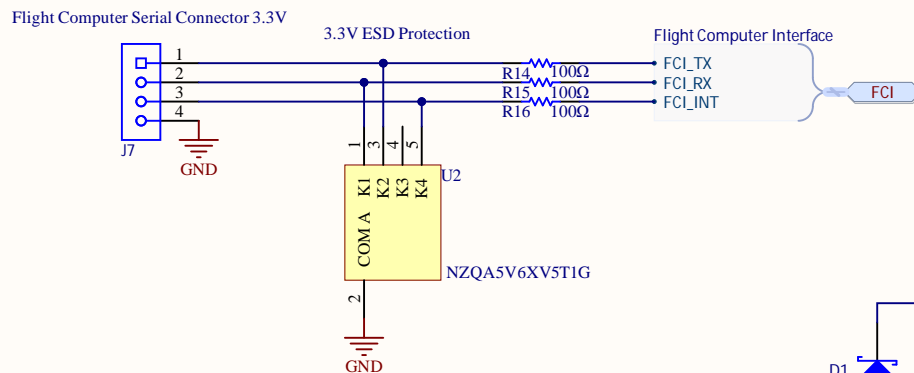 Flight Computer Serial Connector 3.3V
3.3V ESD Protection
Flight Computer Interface
1
2
3
4
J7
GND
R14 100Ω
R15 100Ω
R16 100Ω
FCI_TX
FCI_RX
FCI_INT
FCI
1
3
4
5
K1
K2
K3
K4
COM A
U2
NZQA5V6XV5T1G
2
GND
D1